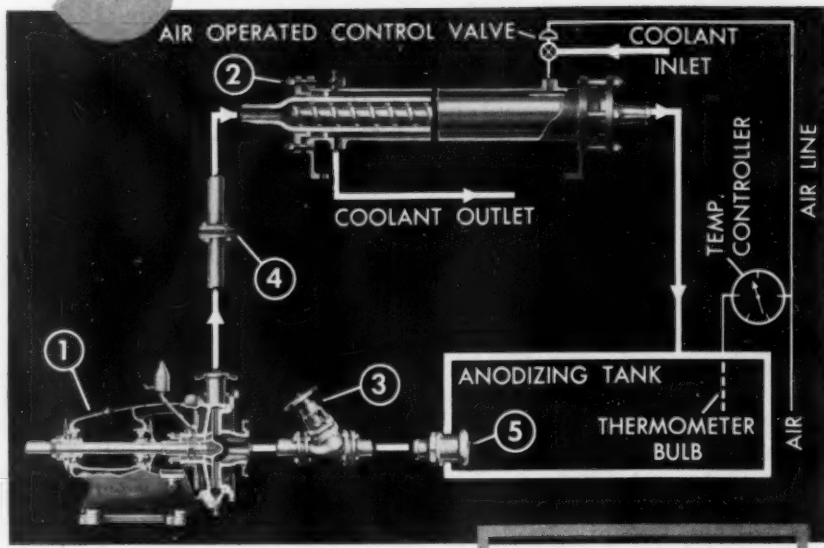 AIR OPERATED CONTROL VALVE
COOLANT
INLET
2
COOLANT OUTLET
TEMP.
CONTROLLER
AIR LINE
4
1
3
ANODIZING TANK
5
THERMOMETER
BULB
AIR